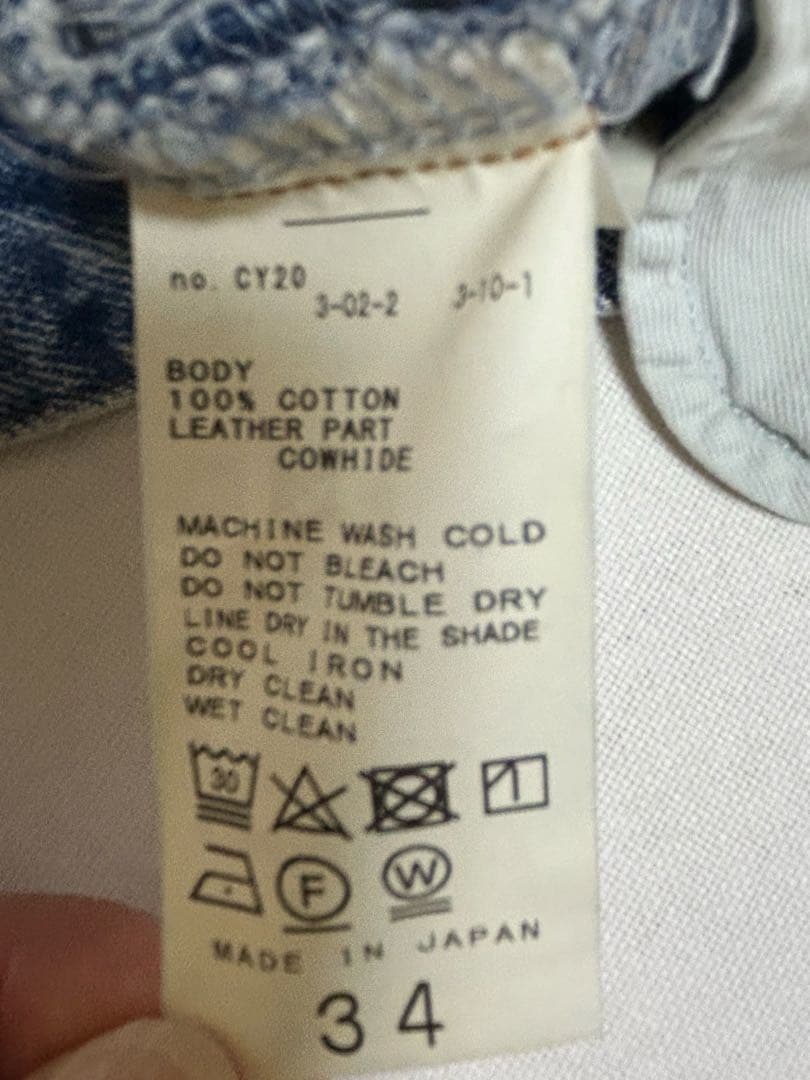 no. CY20
3-02-2 3-10-1
BODY
100% COTTON
LEATHER PART
COWHIDE
MACHINE WASH COLD
DO NOT BLEACH
DO NOT TUMBLE DRY
LINE DRY IN THE SHADE
COOL IRON
DRY CLEAN
WET CLEAN
30
F W
MADE IN JAPAN
34